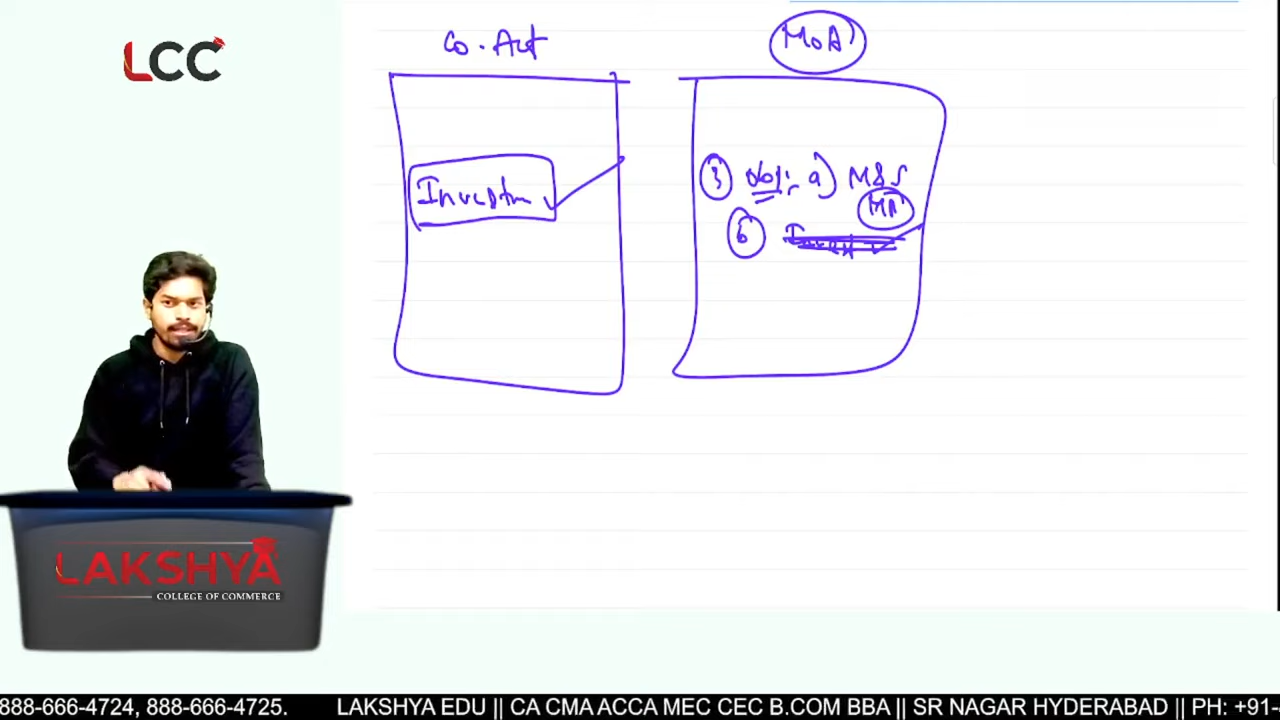 LCC
Co. Act
MOA
Investm
3 obj:- a) M&S
MA
6
LAKSHYA
COLLEGE OF COMMERCE
888-666-4724, 888-666-4725. LAKSHYA EDU || CA CMA ACCA MEC CEC B.COM BBA || SR NAGAR HYDERABAD || PH: +91-